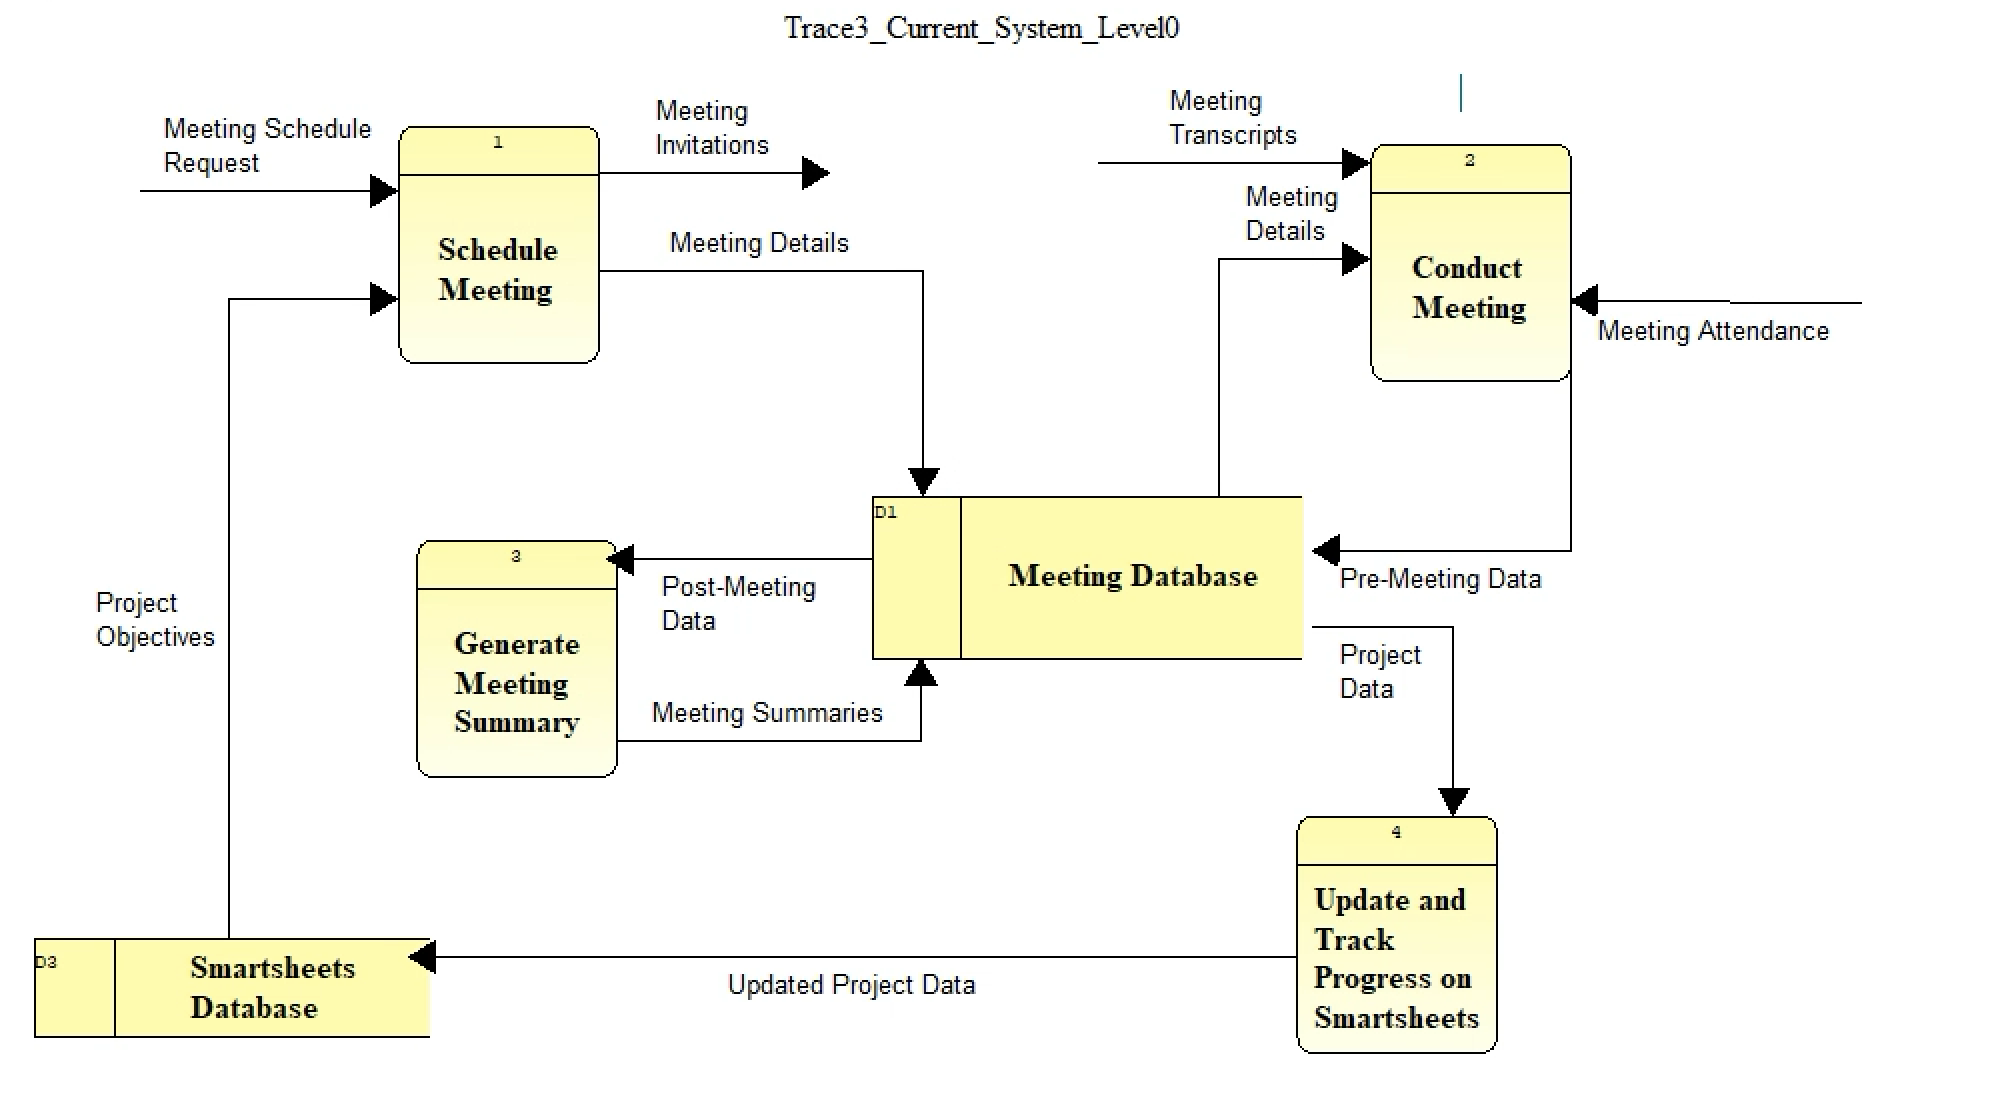 Trace3_Current_System_Level0
Meeting Schedule
Request
1
Schedule
Meeting
Meeting
Invitations
Meeting Details
Meeting
Transcripts
Meeting
Details
2
Conduct
Meeting
Meeting Attendance
D1
Meeting Database
Pre-Meeting Data
3
Generate
Meeting
Summary
Post-Meeting
Data
Meeting Summaries
Project
Data
Project
Objectives
4
Update and
Track
Progress on
Smartsheets
D3
Smartsheets
Database
Updated Project Data